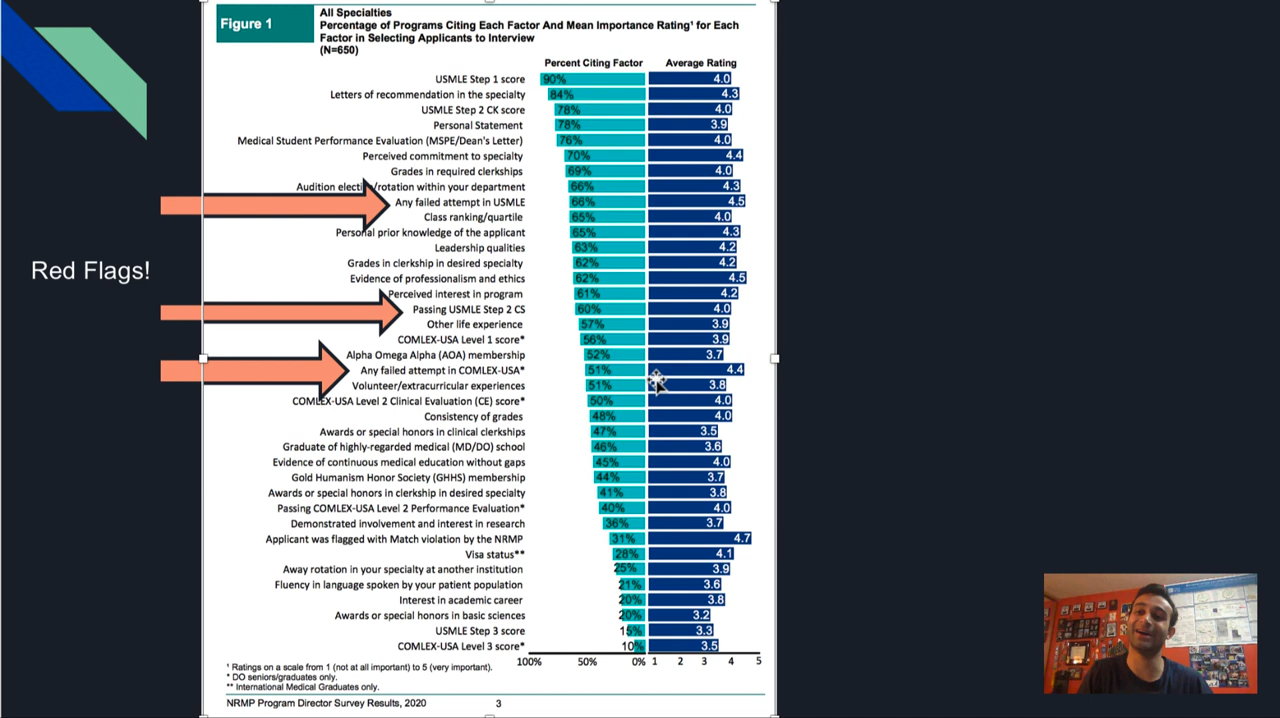 Figure 1
All Specialties
Percentage of Programs Citing Each Factor And Mean Importance Rating¹ for Each
Factor in Selecting Applicants to Interview
(N=650)
Percent Citing Factor Average Rating
USMLE Step 1 score 90% 4.0
Letters of recommendation in the specialty 84% 4.3
USMLE Step 2 CK score 78% 4.0
Personal Statement 78% 3.9
Medical Student Performance Evaluation (MSPE/Dean's Letter) 76% 4.0
Perceived commitment to specialty 70% 4.4
Grades in required clerkships 69% 4.0
Audition election/rotation within your department 66% 4.3
Any failed attempt in USMLE 66% 4.5
Class ranking/quartile 65% 4.0
Personal prior knowledge of the applicant 65% 4.3
Leadership qualities 63% 4.2
Red Flags!
Grades in clerkship in desired specialty 62% 4.2
Evidence of professionalism and ethics 62% 4.5
Perceived interest in program 61% 4.2
Passing USMLE Step 2 CS 60% 4.0
Other life experience 57% 3.9
COMLEX-USA Level 1 score* 56% 3.9
Alpha Omega Alpha (AOA) membership 52% 3.7
Any failed attempt in COMLEX-USA* 51% 4.4
Volunteer/extracurricular experiences 51% 3.8
COMLEX-USA Level 2 Clinical Evaluation (CE) score* 50% 4.0
Consistency of grades 48% 4.0
Awards or special honors in clinical clerkships 47% 3.5
Graduate of highly-regarded medical (MD/DO) school 46% 3.6
Evidence of continuous medical education without gaps 45% 4.0
Gold Humanism Honor Society (GHHS) membership 44% 3.7
Awards or special honors in clerkship in desired specialty 41% 3.8
Passing COMLEX-USA Level 2 Performance Evaluation* 40% 4.0
Demonstrated involvement and interest in research 36% 3.7
Applicant was flagged with Match violation by the NRMP 31% 4.7
Visa status** 28% 4.1
Away rotation in your specialty at another institution 25% 3.9
Fluency in language spoken by your patient population 21% 3.6
Interest in academic career 20% 3.8
Awards or special honors in basic sciences 20% 3.2
USMLE Step 3 score 15% 3.3
COMLEX-USA Level 3 score* 10% 3.5
100% 50% 0% 1 2 3 4 5
¹ Ratings on a scale from 1 (not at all important) to 5 (very important).
* DO seniors/graduates only.
** International Medical Graduates only.
NRMP Program Director Survey Results, 2020 3